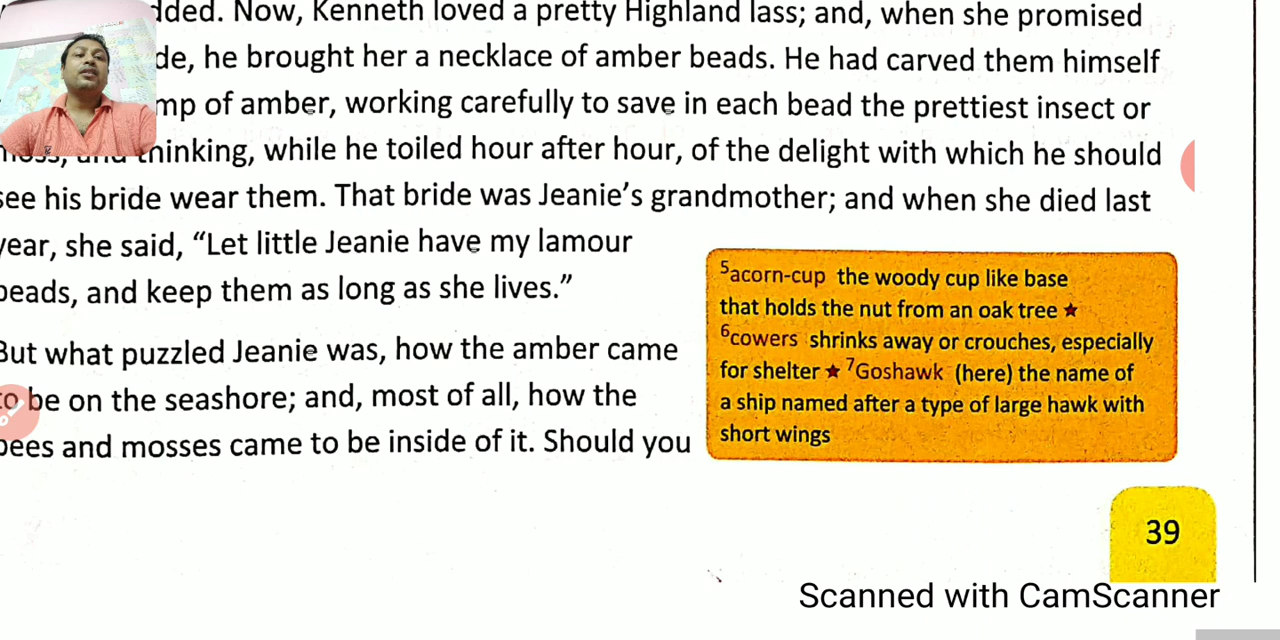 dded. Now, Kenneth loved a pretty Highland lass; and, when she promised
de, he brought her a necklace of amber beads. He had carved them himself
mp of amber, working carefully to save in each bead the prettiest insect or
moss, and thinking, while he toiled hour after hour, of the delight with which he should
see his bride wear them. That bride was Jeanie's grandmother; and when she died last
year, she said, “Let little Jeanie have my lamour
beads, and keep them as long as she lives.”
But what puzzled Jeanie was, how the amber came
to be on the seashore; and, most of all, how the
bees and mosses came to be inside of it. Should you
5acorn-cup the woody cup like base
that holds the nut from an oak tree ★
6cowers shrinks away or crouches, especially
for shelter ★ 7Goshawk (here) the name of
a ship named after a type of large hawk with
short wings
39
Scanned with CamScanner